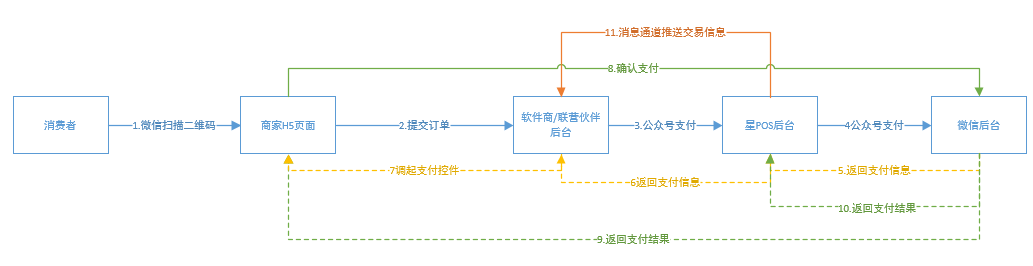 11.消息通道推送交易信息
8.确认支付
消费者
1.微信扫描二维码
商家H5页面
2.提交订单
软件商/联营伙伴
后台
3.公众号支付
星POS后台
4公众号支付
微信后台
7调起支付控件
6返回支付信息
5.返回支付信息
10.返回支付结果
9.返回支付结果